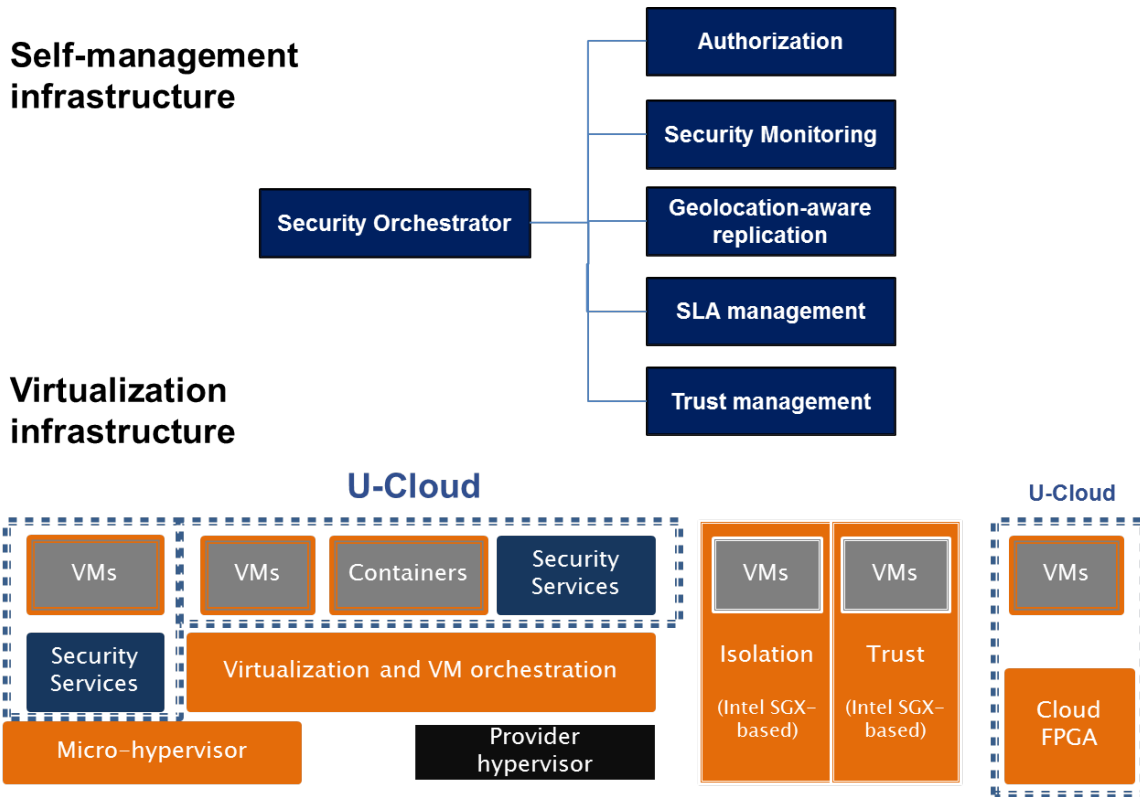 Self-management
infrastructure
Authorization
Security Monitoring
Security Orchestrator
Geolocation-aware
replication
SLA management
Trust management
Virtualization
infrastructure
U-Cloud
U-Cloud
VMs
VMs
Containers
Security
Services
VMs
VMs
VMs
Security
Services
Virtualization and VM orchestration
Isolation
(Intel SGX-
based)
Trust
(Intel SGX-
based)
Cloud
FPGA
Micro-hypervisor
Provider
hypervisor